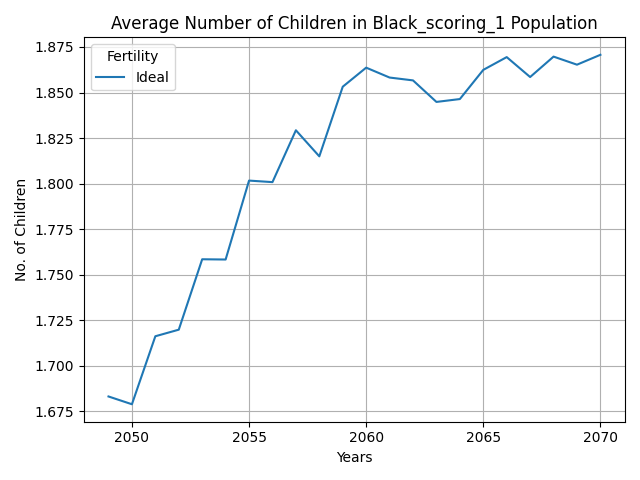 Average Number of Children in Black_scoring_1 Population
Fertility
Ideal
No. of Children
1.875
1.850
1.825
1.800
1.775
1.750
1.725
1.700
1.675
2050 2055 2060 2065 2070
Years